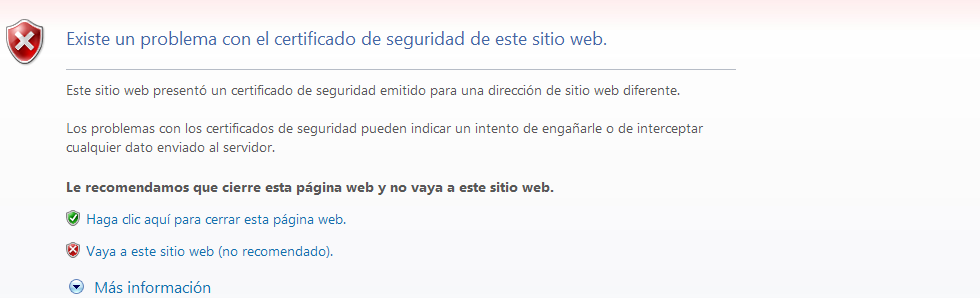 Existe un problema con el certificado de seguridad de este sitio web.
Este sitio web presentó un certificado de seguridad emitido para una dirección de sitio web diferente.
Los problemas con los certificados de seguridad pueden indicar un intento de engañarle o de interceptar
cualquier dato enviado al servidor.
Le recomendamos que cierre esta página web y no vaya a este sitio web.
Haga clic aquí para cerrar esta página web.
Vaya a este sitio web (no recomendado).
Más información